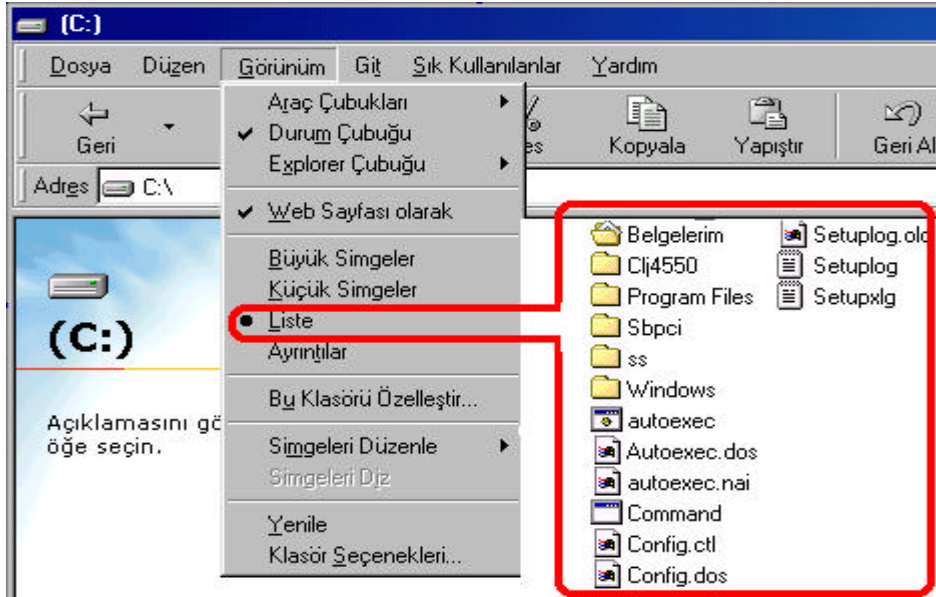 (C:)
Dosya Düzen Görünüm Git Sık Kullanılanlar Yardım
Geri Kopyala Yapıştır Geri Al
Adres C:\
Araç Çubukları
Durum Çubuğu
Explorer Çubuğu
Web Sayfası olarak
Büyük Simgeler
Küçük Simgeler
Liste
Ayrıntılar
Bu Klasörü Özelleştir...
Simgeleri Düzenle
Simgeleri Diz
Yenile
Klasör Seçenekleri...
(C:)
Açıklamasını gö
öğe seçin.
Belgelerim
Clj4550
Program Files
Sbpci
ss
Windows
autoexec
Autoexec.dos
autoexec.nai
Command
Config.ctl
Config.dos
Setuplog.old
Setuplog
Setupxlg